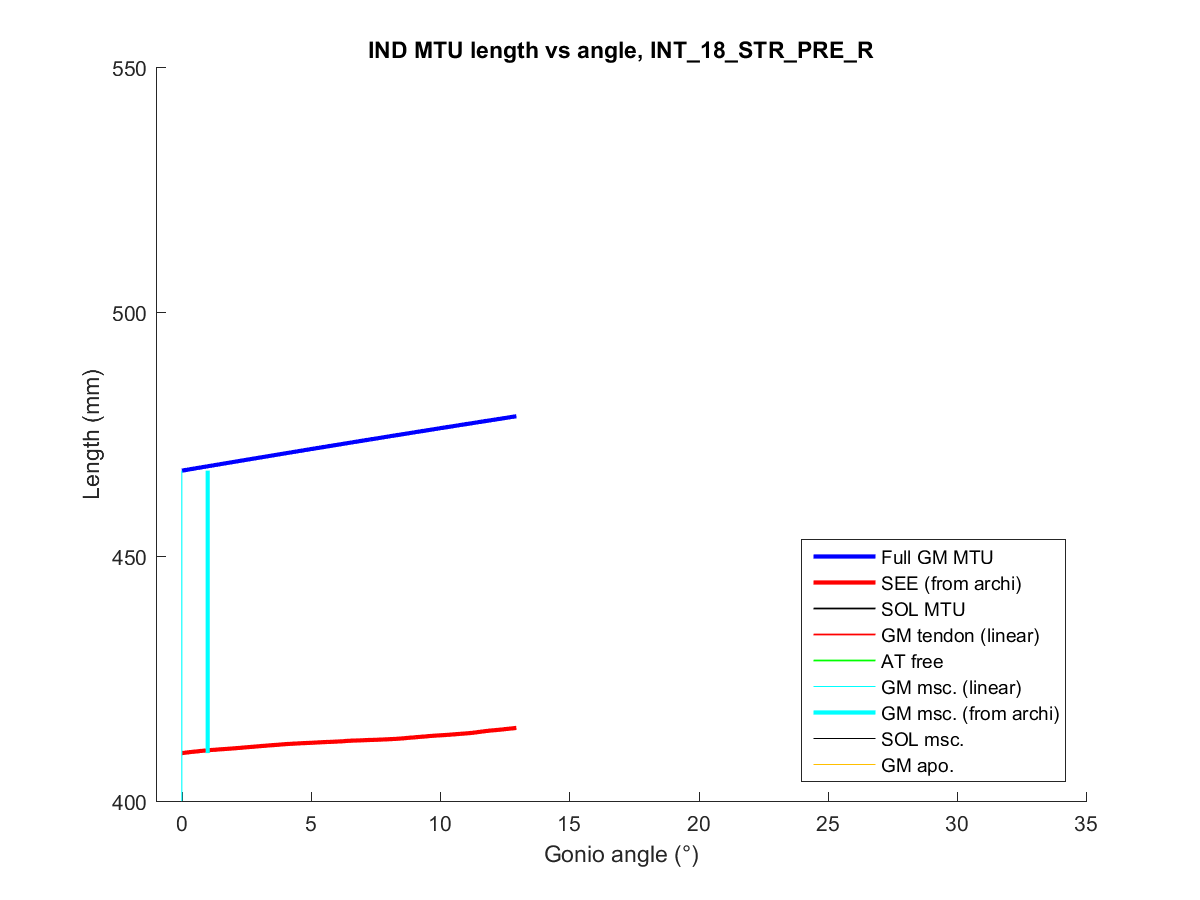 IND MTU length vs angle, INT_18_STR_PRE_R
550
500
450
400
Length (mm)
0 5 10 15 20 25 30 35
Gonio angle (°)
Full GM MTU
SEE (from archi)
SOL MTU
GM tendon (linear)
AT free
GM msc. (linear)
GM msc. (from archi)
SOL msc.
GM apo.